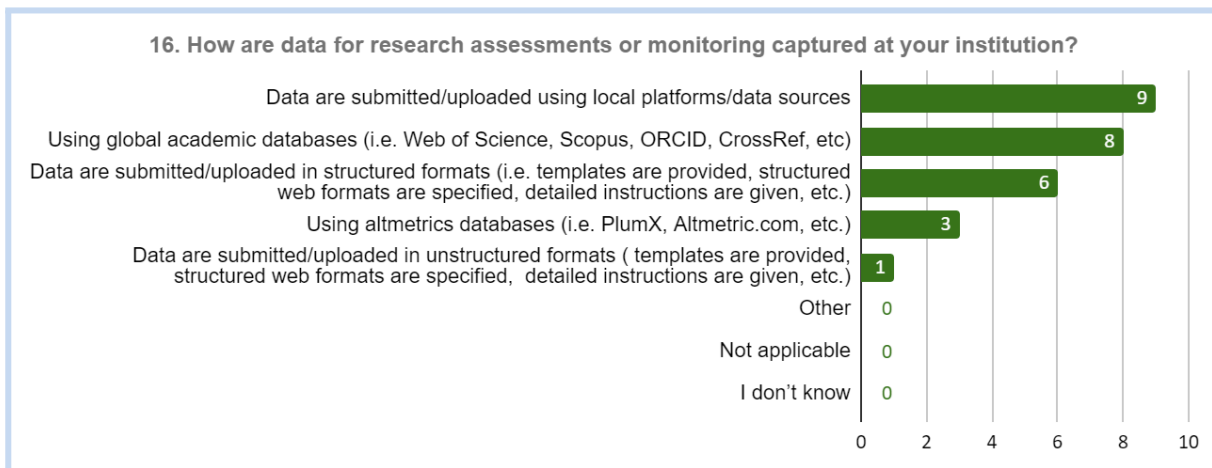 16. How are data for research assessments or monitoring captured at your institution?
Data are submitted/uploaded using local platforms/data sources
9
Using global academic databases (i.e. Web of Science, Scopus, ORCID, CrossRef, etc)
8
Data are submitted/uploaded in structured formats (i.e. templates are provided, structured
web formats are specified, detailed instructions are given, etc.)
6
Using altmetrics databases (i.e. PlumX, Altmetric.com, etc.)
3
Data are submitted/uploaded in unstructured formats ( templates are provided,
structured web formats are specified,  detailed instructions are given, etc.)
1
Other
0
Not applicable
0
I don’t know
0
0 2 4 6 8 10